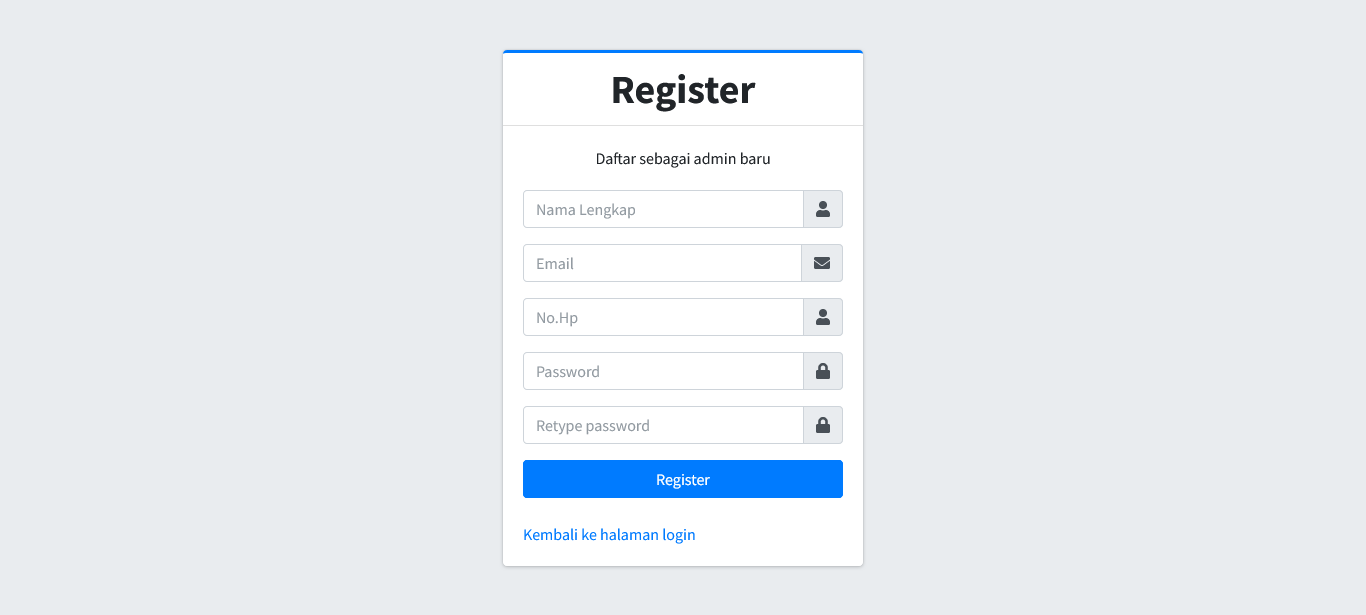 Register
Daftar sebagai admin baru
Nama Lengkap
Email
No.Hp
Password
Retype password
Register
Kembali ke halaman login